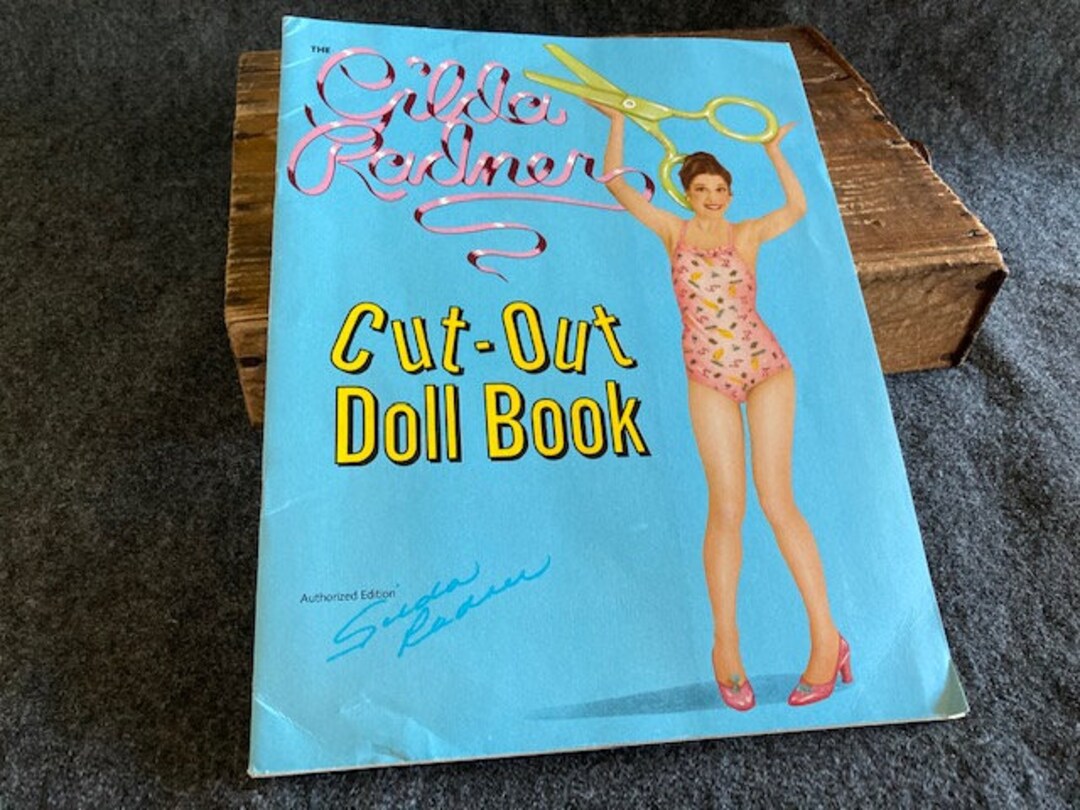 THE
Gilda
Radner
Cut-Out
Doll Book
Authorized Edition
Gilda
Radner